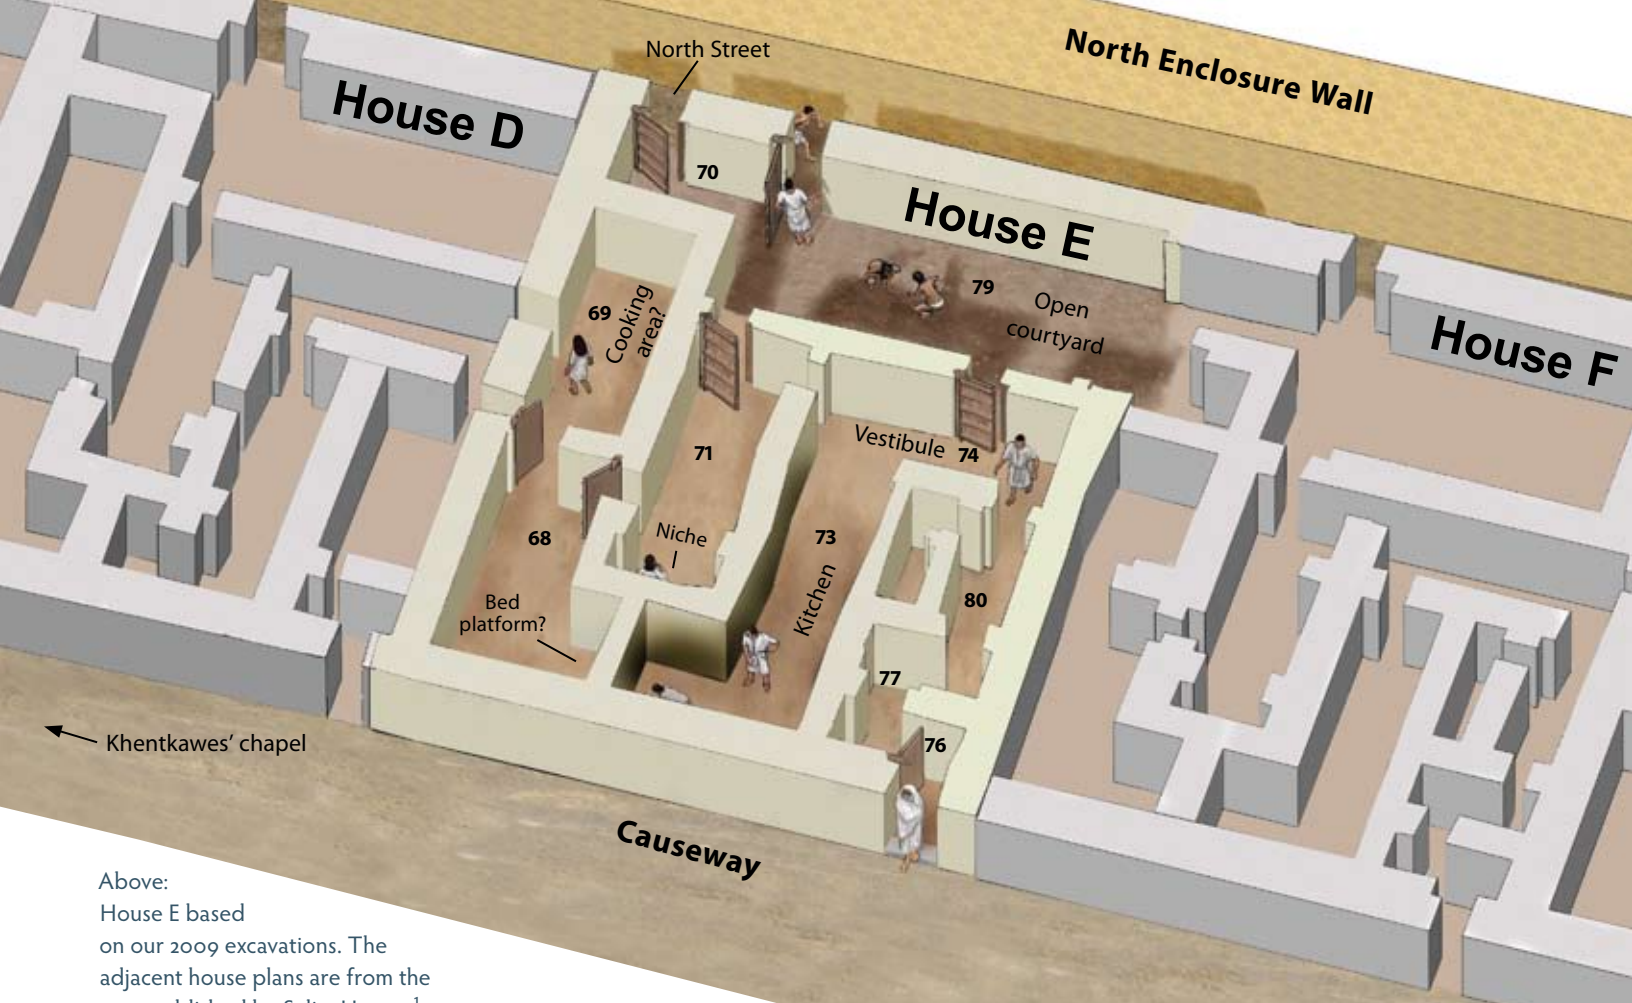 North Street
North Enclosure Wall
House D
70
House E
79
Open
courtyard
House F
69
Cooking
area?
71
Vestibule
74
68
Niche
73
Kitchen
80
Bed
platform?
77
76
Khentkawes’ chapel
Causeway
Above:
House E based
on our 2009 excavations. The
adjacent house plans are from the